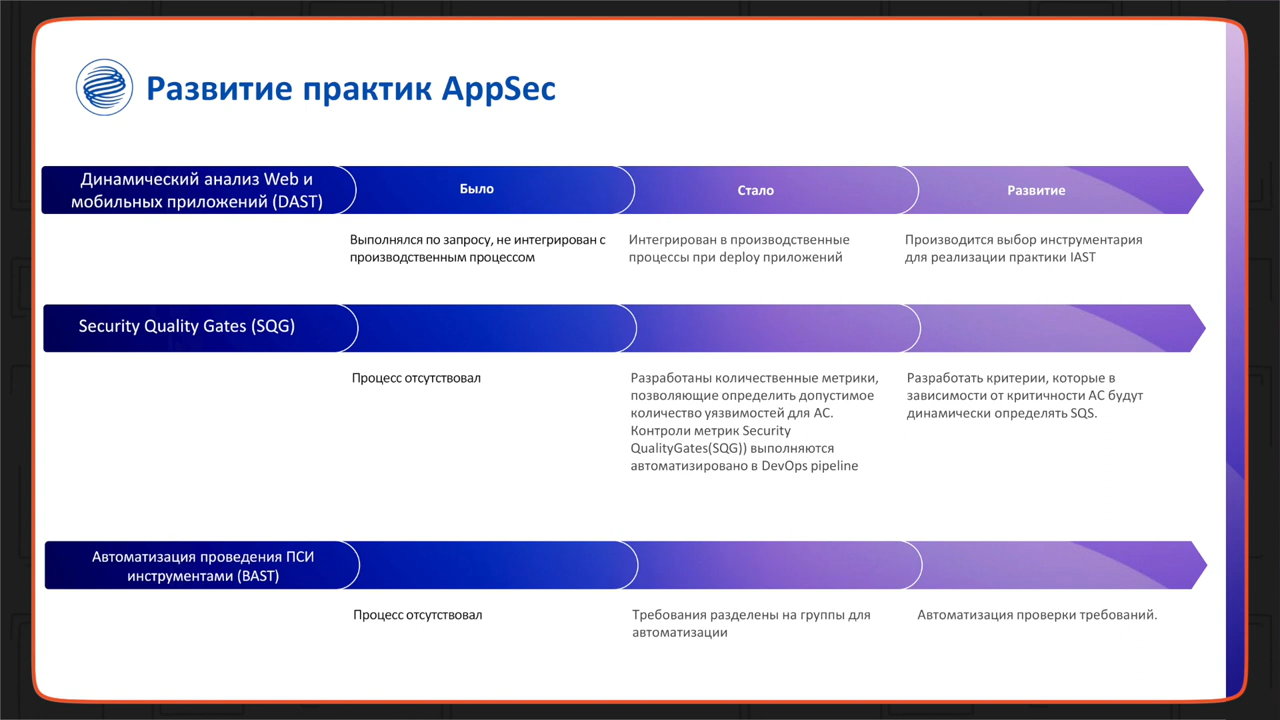 Развитие практик AppSec
Динамический анализ Web и
мобильных приложений (DAST)
Было
Стало
Развитие
Выполнялся по запросу, не интегрирован с
производственным процессом
Интегрирован в производственные
процессы при deploy приложений
Производится выбор инструментария
для реализации практики IAST
Security Quality Gates (SQG)
Процесс отсутствовал
Разработаны количественные метрики,
позволяющие определить допустимое
количество уязвимостей для АС.
Контроли метрик Security
QualityGates(SQG)) выполняются
автоматизировано в DevOps pipeline
Разработать критерии, которые в
зависимости от критичности АС будут
динамически определять SQS.
Автоматизация проведения ПСИ
инструментами (BAST)
Процесс отсутствовал
Требования разделены на группы для
автоматизации
Автоматизация проверки требований.